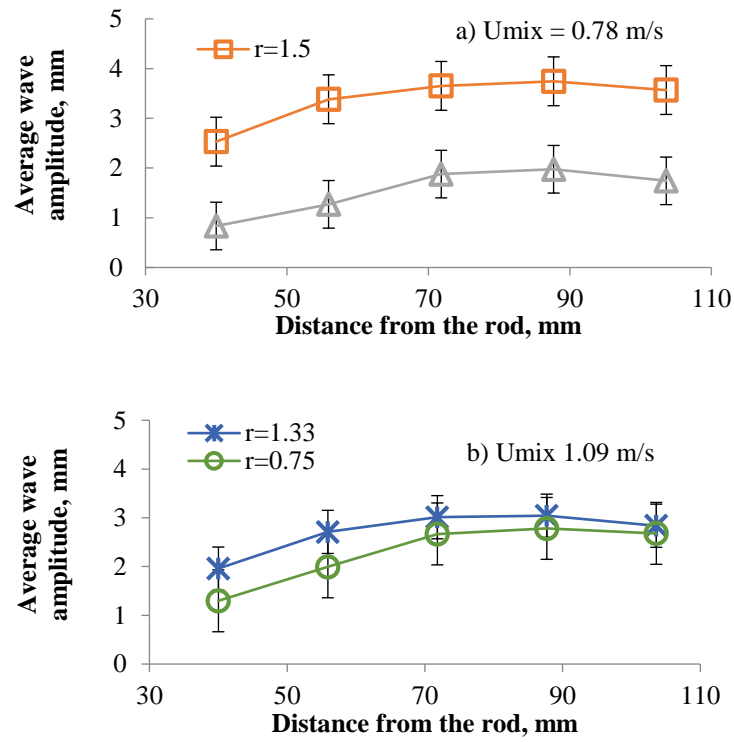 5
4
3
2
1
0
Average wave
amplitude, mm
r=1.5
a) Umix = 0.78 m/s
30 50 70 90 110
Distance from the rod, mm
5
4
3
2
1
0
Average wave
amplitude, mm
r=1.33
r=0.75
b) Umix 1.09 m/s
30 50 70 90 110
Distance from the rod, mm